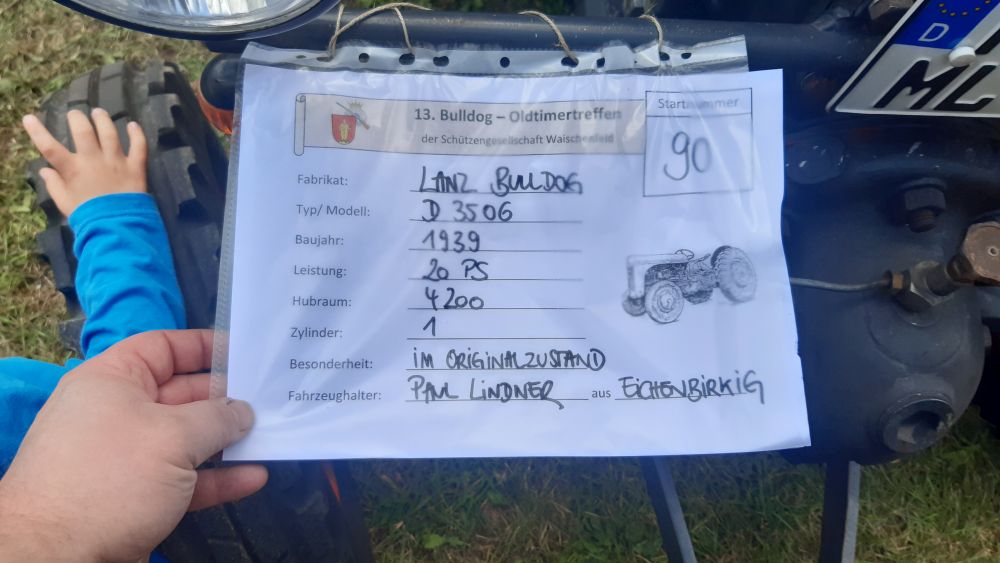 13. Bulldog – Oldtimertreffen
der Schützengesellschaft Waischenfeld
Startnummer
90
Fabrikat: LANZ BULLDOG
Typ/ Modell: D 3506
Baujahr: 1939
Leistung: 20 PS
Hubraum: 4200
Zylinder: 1
Besonderheit: IM ORIGINALZUSTAND
Fahrzeughalter: PAUL LINDNER aus EICHENBIRKIG
D